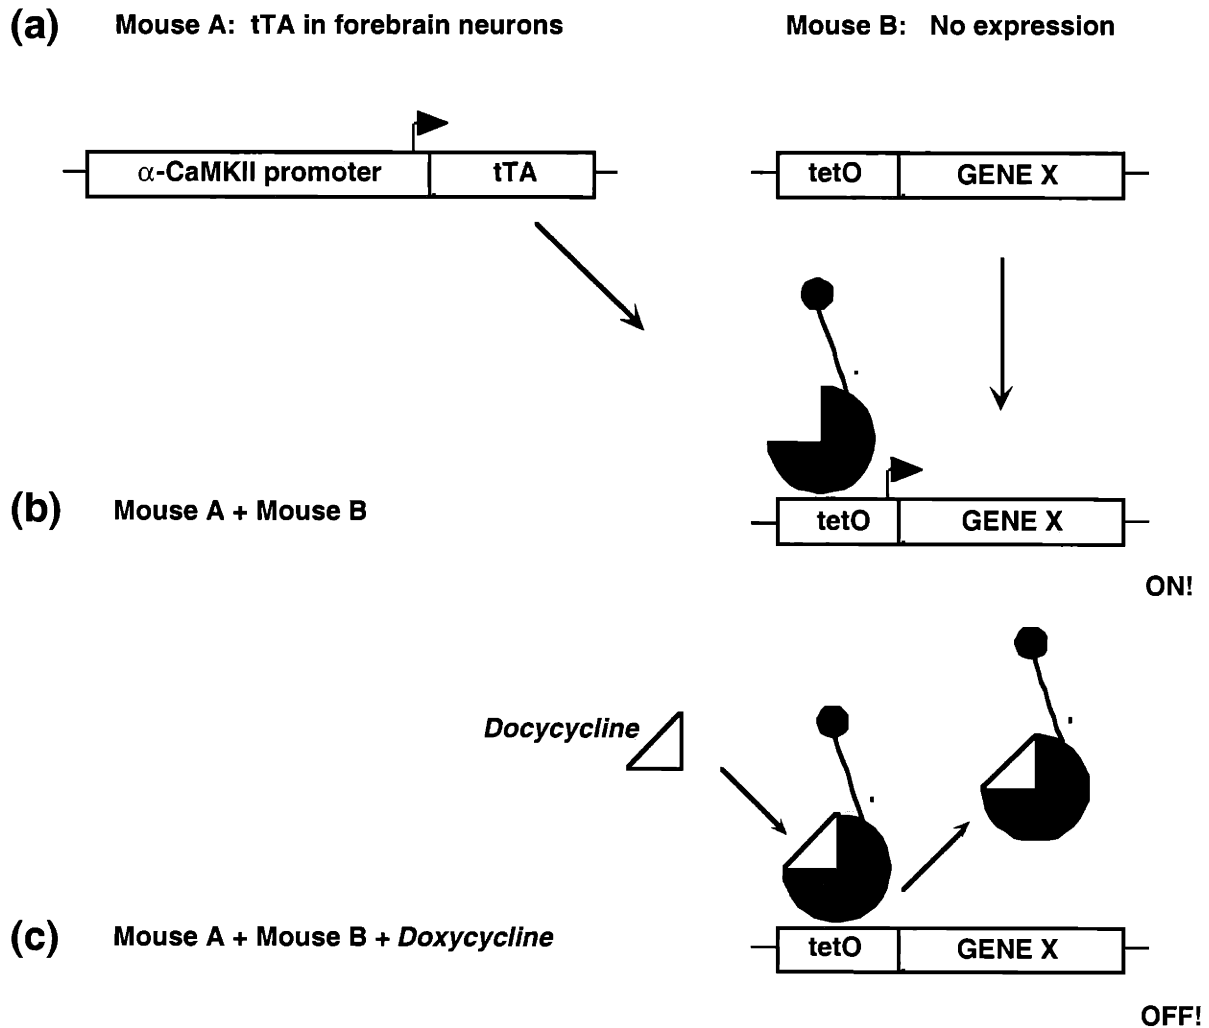 (a) Mouse A: tTA in forebrain neurons Mouse B: No expression
α-CaMKII promoter tTA tetO GENE X
(b) Mouse A + Mouse B tetO GENE X
ON!
Docycycline
(c) Mouse A + Mouse B + Doxycycline tetO GENE X
OFF!